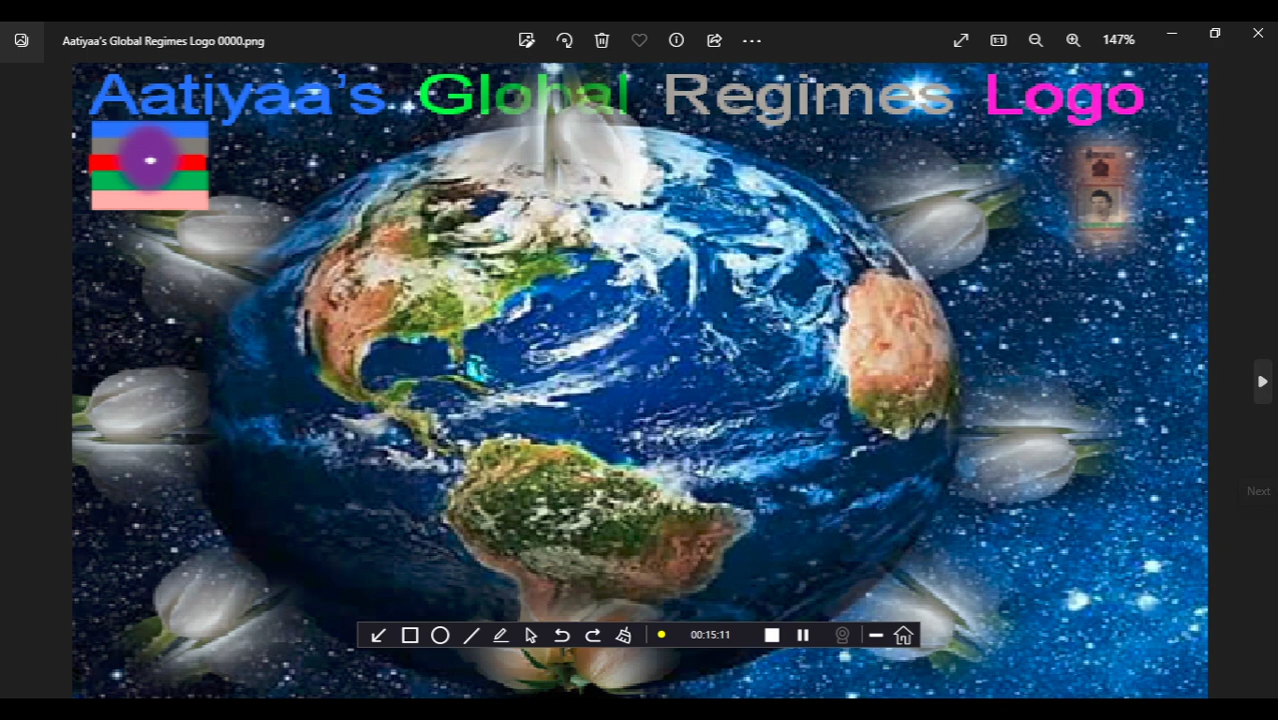 Aatiyaa's Global Regimes Logo 0000.png
147%
Aatiyaa's Global Regimes Logo
Next
00:15:11